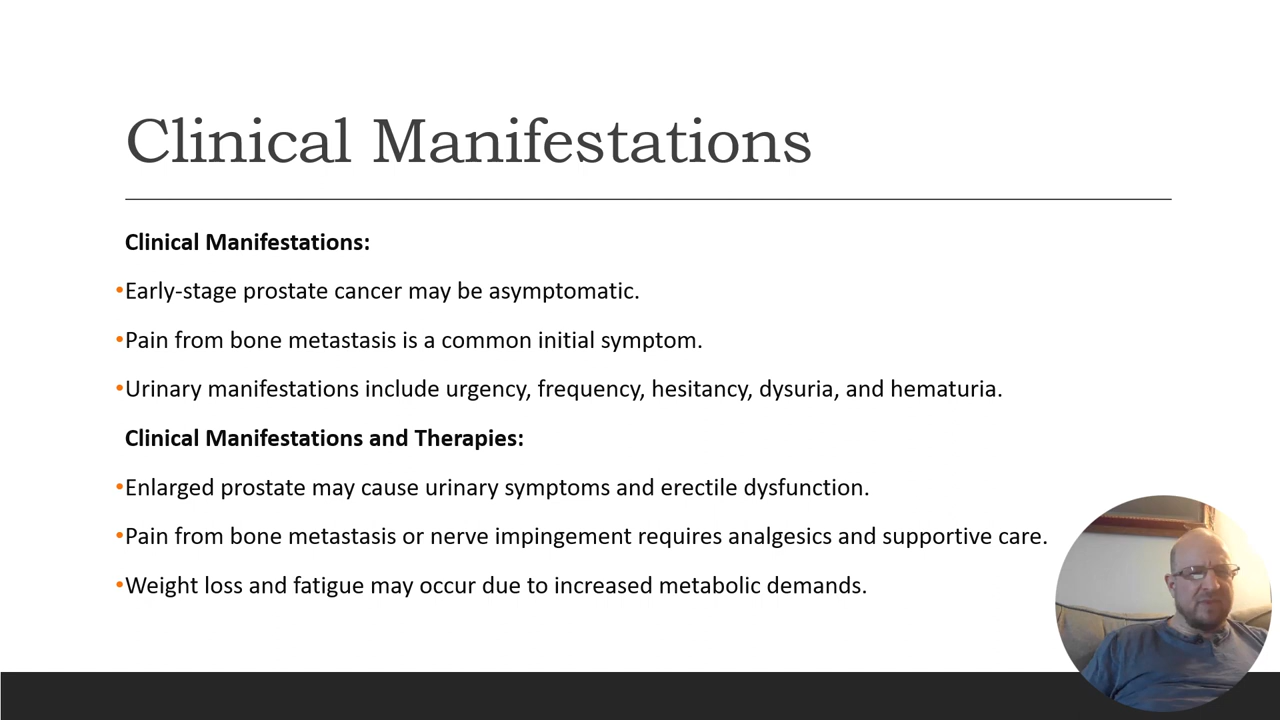 Clinical Manifestations
Clinical Manifestations:
•Early-stage prostate cancer may be asymptomatic.
•Pain from bone metastasis is a common initial symptom.
•Urinary manifestations include urgency, frequency, hesitancy, dysuria, and hematuria.
Clinical Manifestations and Therapies:
•Enlarged prostate may cause urinary symptoms and erectile dysfunction.
•Pain from bone metastasis or nerve impingement requires analgesics and supportive care.
•Weight loss and fatigue may occur due to increased metabolic demands.